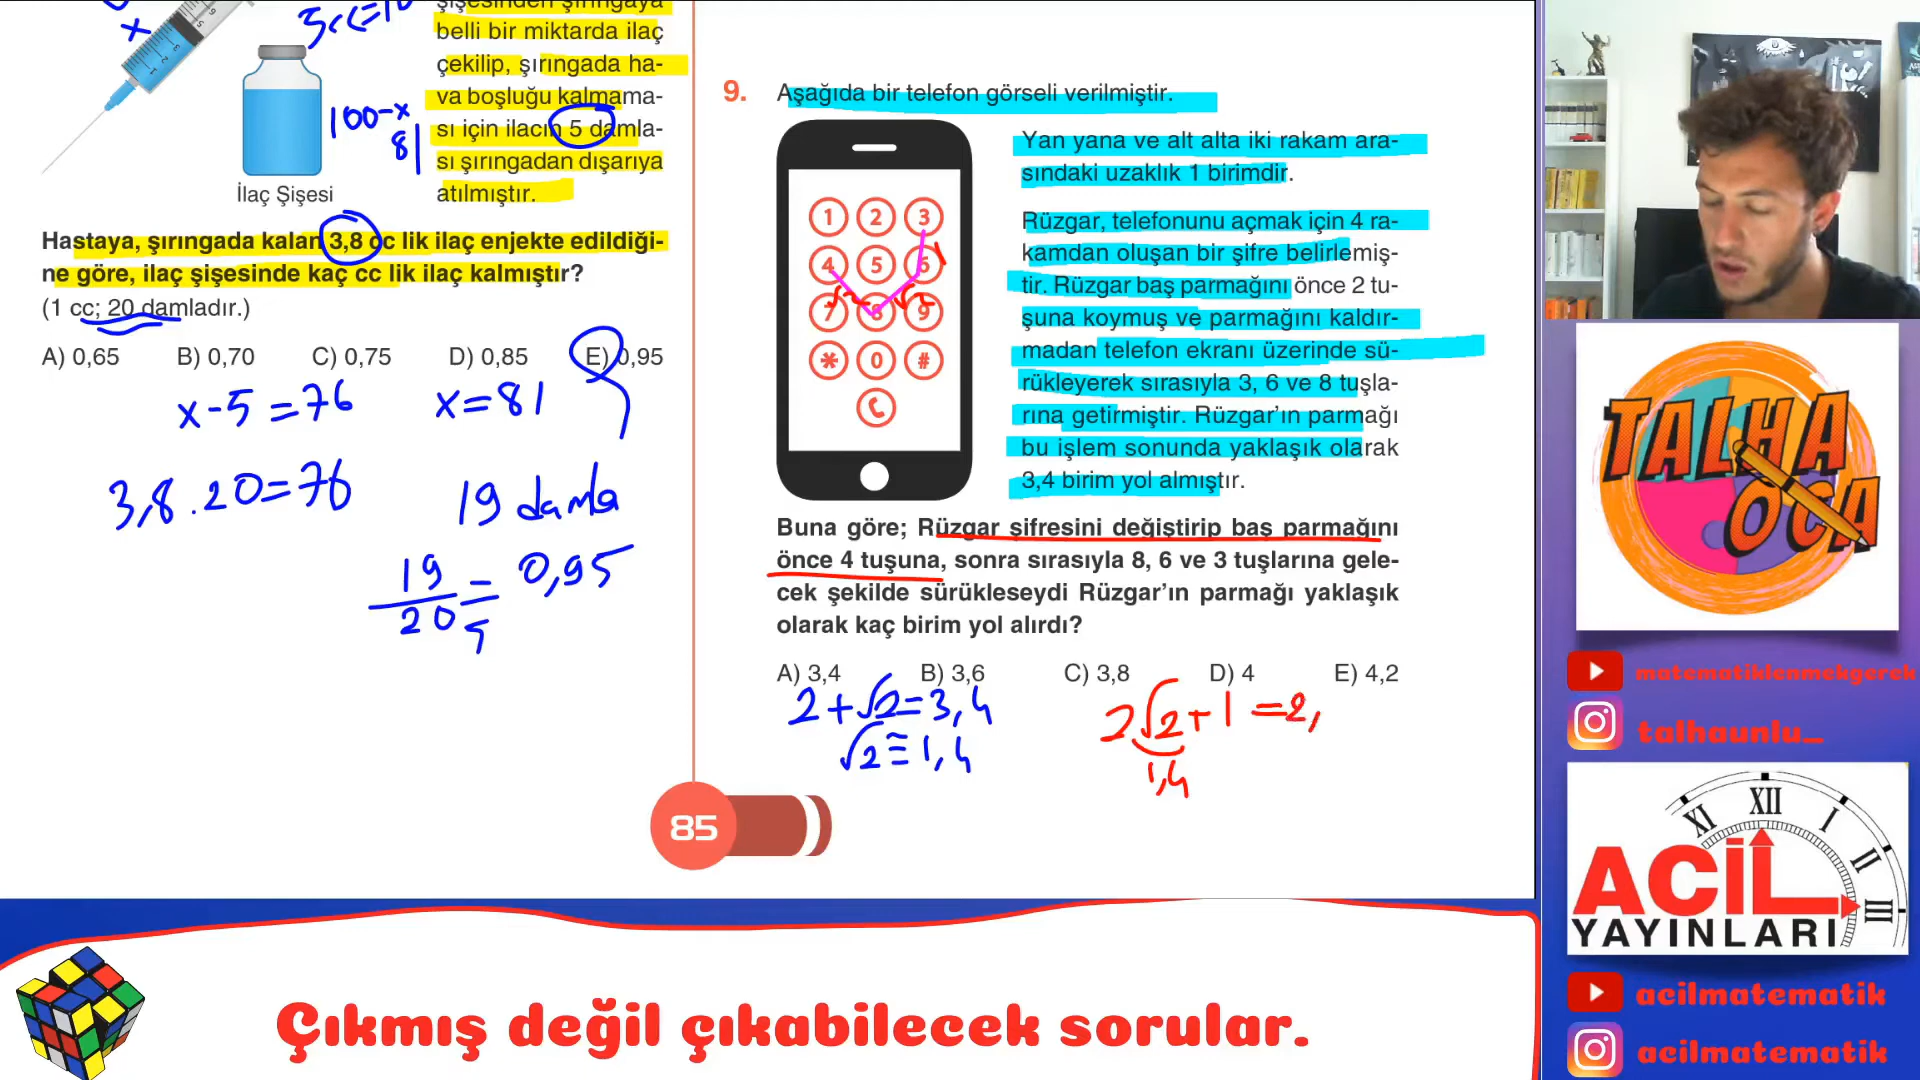 şişesinden şırıngaya
belli bir miktarda ilaç
çekilip, şırıngada ha-
va boşluğu kalmama-
sı için ilacın 5 damla-
sı şırıngadan dışarıya
atılmıştır.
x
100-x
81
İlaç Şişesi
Hastaya, şırıngada kalan 3,8 cc lik ilaç enjekte edildiği-
ne göre, ilaç şişesinde kaç cc lik ilaç kalmıştır?
(1 cc; 20 damladır.)
A) 0,65 B) 0,70 C) 0,75 D) 0,85 E) 0,95
x-5=76 x=81
3,8.20=76 19 damla
19/20 = 0,95
5
9. Aşağıda bir telefon görseli verilmiştir.
1 2 3
4 5 6
7 8 9
* 0 #
1
√2 √2
Yan yana ve alt alta iki rakam ara-
sındaki uzaklık 1 birimdir.
Rüzgar, telefonunu açmak için 4 ra-
kamdan oluşan bir şifre belirlemiş-
tir. Rüzgar baş parmağını önce 2 tu-
şuna koymuş ve parmağını kaldır-
madan telefon ekranı üzerinde sü-
rükleyerek sırasıyla 3, 6 ve 8 tuşla-
rına getirmiştir. Rüzgar'ın parmağı
bu işlem sonunda yaklaşık olarak
3,4 birim yol almıştır.
Buna göre; Rüzgar şifresini değiştirip baş parmağını
önce 4 tuşuna, sonra sırasıyla 8, 6 ve 3 tuşlarına gele-
cek şekilde sürükleseydi Rüzgar'ın parmağı yaklaşık
olarak kaç birim yol alırdı?
A) 3,4 B) 3,6 C) 3,8 D) 4 E) 4,2
2+√2=3,4
√2≅1,4
2√2+1=2,
1,4
85
TALHA
OCA
matematiklenmekgerek
talhaunlu_
XI XII I II III
ACİL
YAYINLARI
acilmatematik
acilmatematik
Çıkmış değil çıkabilecek sorular.